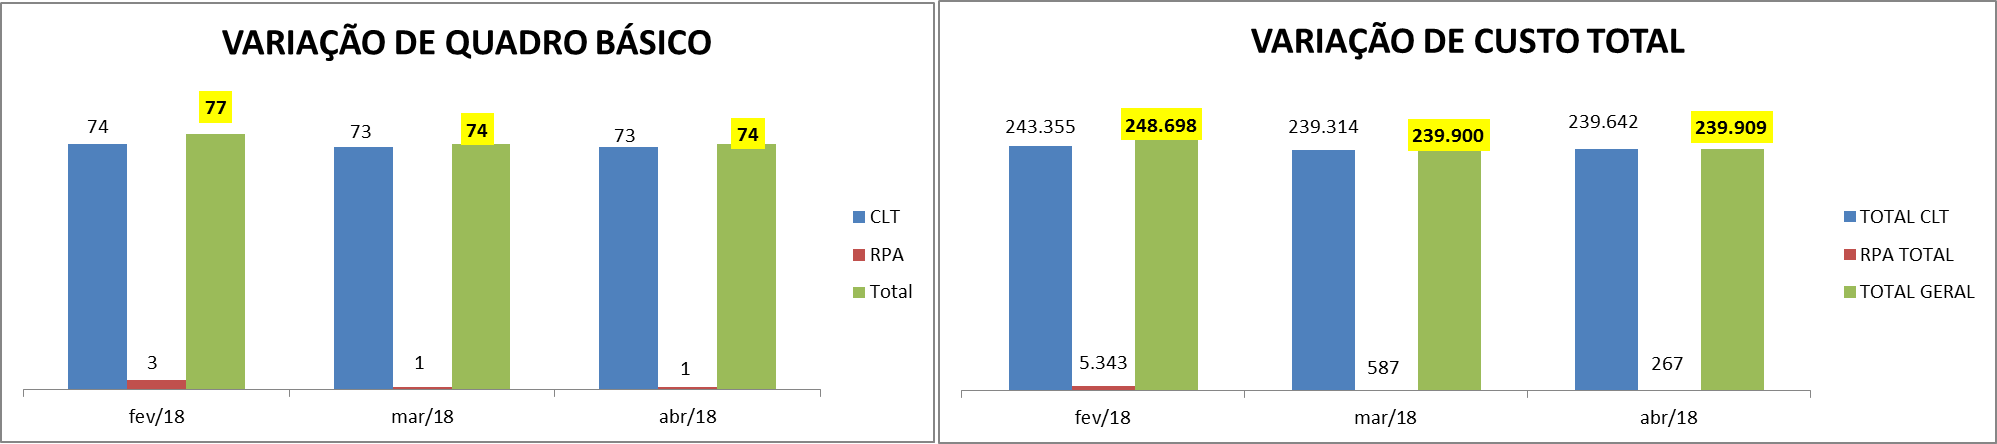 VARIAÇÃO DE QUADRO BÁSICO
74
77
73
74
73
74
3
1
1
fev/18
mar/18
abr/18
CLT
RPA
Total
VARIAÇÃO DE CUSTO TOTAL
243.355
248.698
239.314
239.900
239.642
239.909
5.343
587
267
fev/18
mar/18
abr/18
TOTAL CLT
RPA TOTAL
TOTAL GERAL